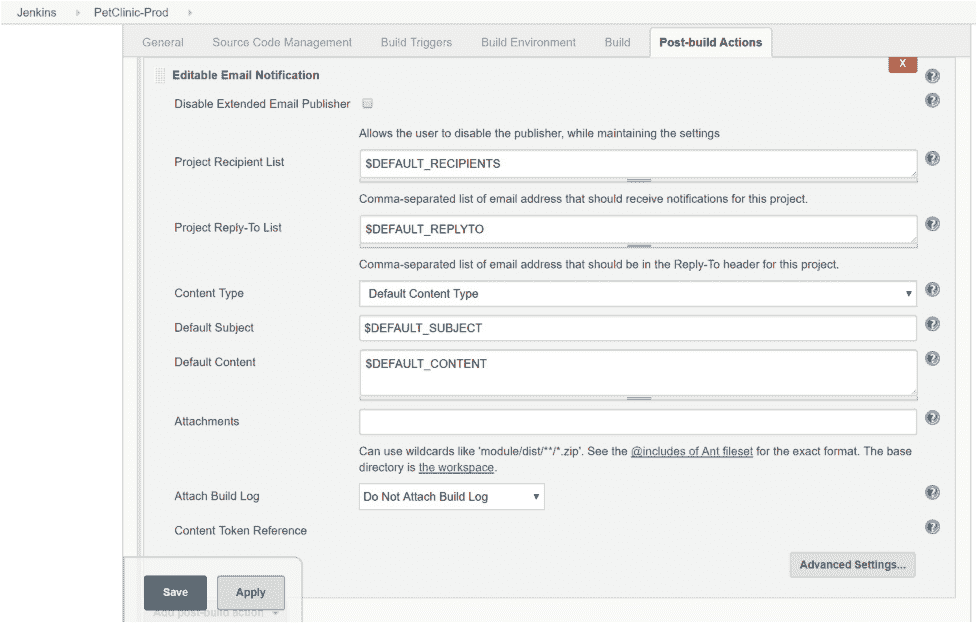 Jenkins PetClinic-Prod
General Source Code Management Build Triggers Build Environment Build Post-build Actions
X
Editable Email Notification
Disable Extended Email Publisher
Allows the user to disable the publisher, while maintaining the settings
Project Recipient List
$DEFAULT_RECIPIENTS
Comma-separated list of email address that should receive notifications for this project.
Project Reply-To List
$DEFAULT_REPLYTO
Comma-separated list of email address that should be in the Reply-To header for this project.
Content Type
Default Content Type
Default Subject
$DEFAULT_SUBJECT
Default Content
$DEFAULT_CONTENT
Attachments
Can use wildcards like 'module/dist/**/*.zip'. See the @includes of Ant fileset for the exact format. The base
directory is the workspace.
Attach Build Log
Do Not Attach Build Log
Content Token Reference
Advanced Settings...
Save Apply
Add post-build action